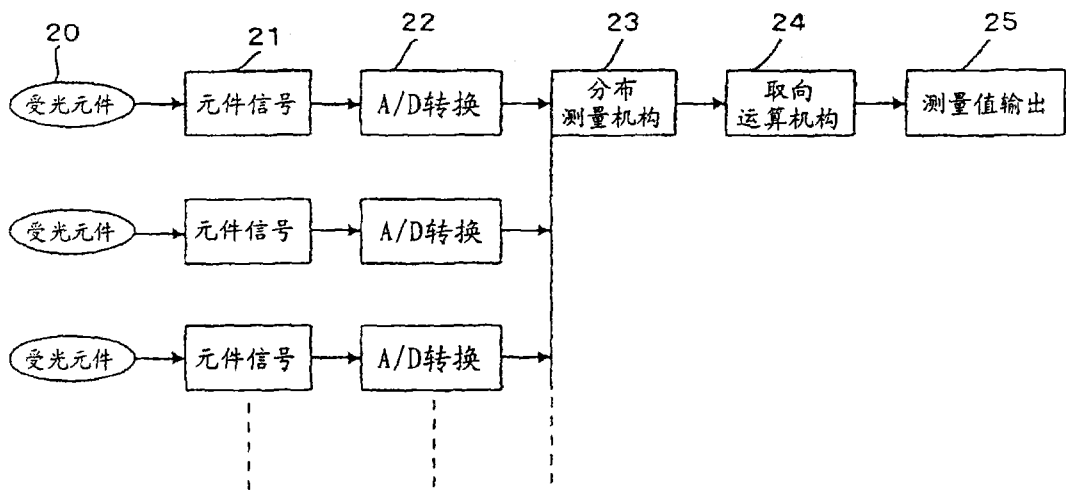 20
21
22
23
24
25
受光元件
元件信号
A/D转换
分布
测量机构
取向
运算机构
测量值输出
受光元件
元件信号
A/D转换
受光元件
元件信号
A/D转换